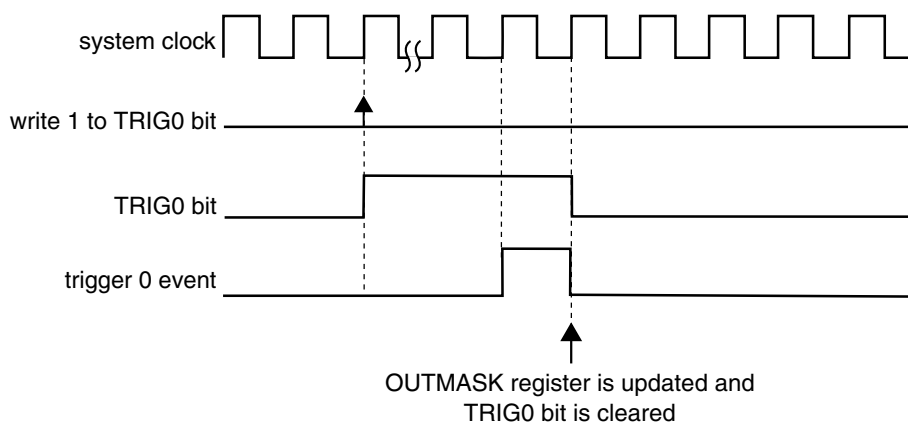 system clock
write 1 to TRIG0 bit
TRIG0 bit
trigger 0 event
OUTMASK register is updated and
TRIG0 bit is cleared